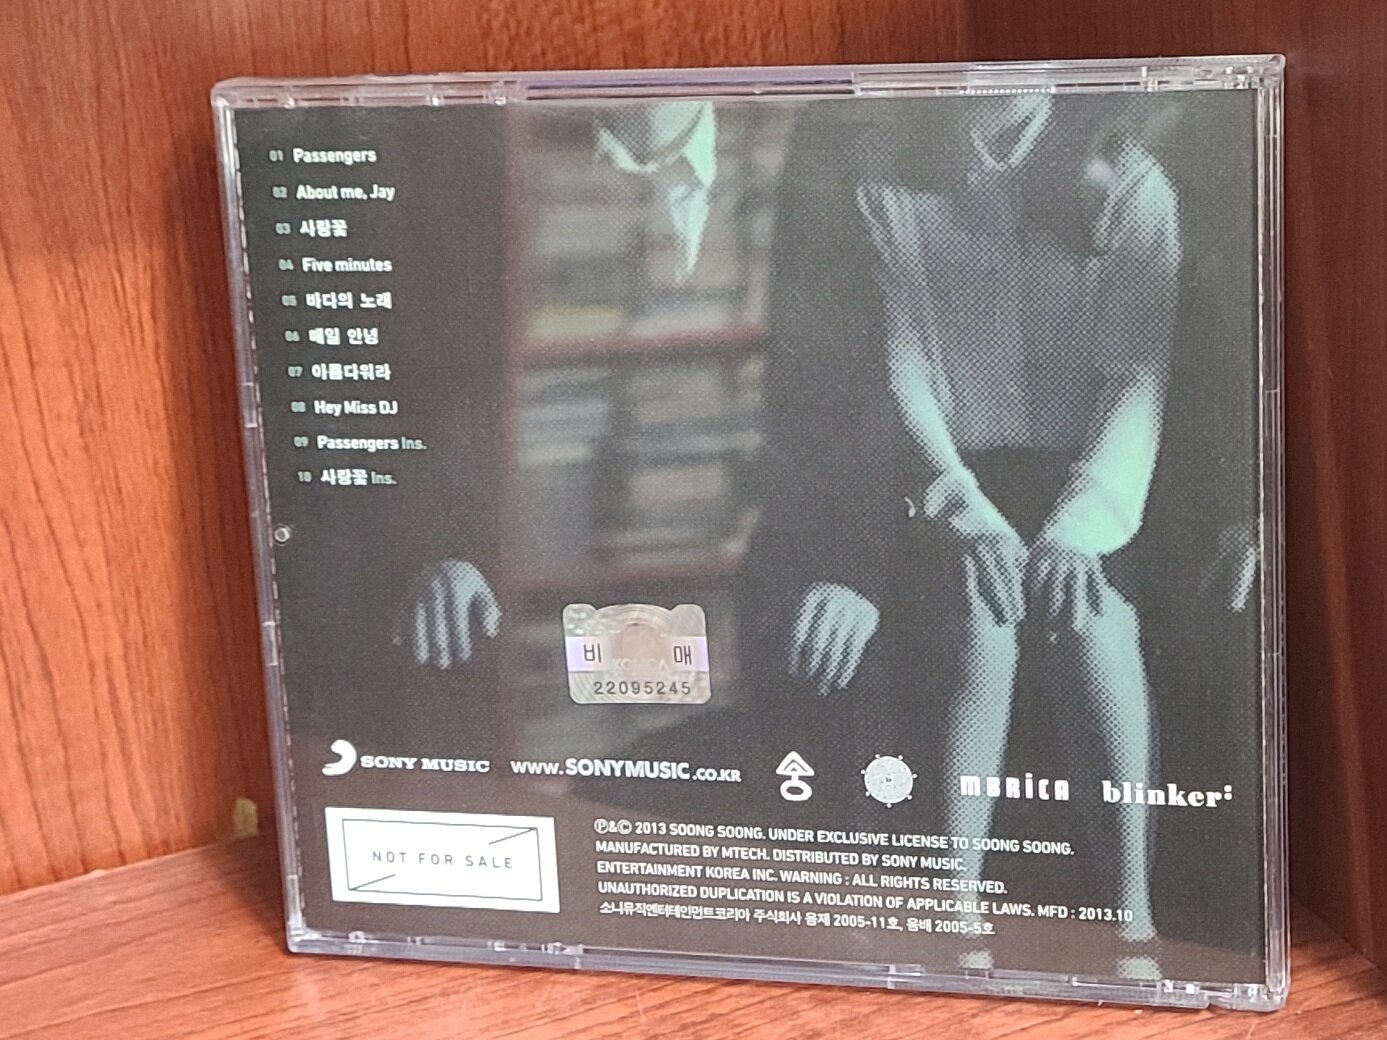 01 Passengers
02 About me, Jay
03 사랑꽃
04 Five minutes
05 바다의 노래
06 매일 안녕
07 아름다워라
08 Hey Miss DJ
09 Passengers Ins.
10 사랑꽃 Ins.
비 KOMCA 매
22095245
SONY MUSIC www.SONYMUSIC.CO.KR MBRICA blinker:
NOT FOR SALE
℗&© 2013 SOONG SOONG. UNDER EXCLUSIVE LICENSE TO SOONG SOONG.
MANUFACTURED BY MTECH. DISTRIBUTED BY SONY MUSIC.
ENTERTAINMENT KOREA INC. WARNING : ALL RIGHTS RESERVED.
UNAUTHORIZED DUPLICATION IS A VIOLATION OF APPLICABLE LAWS. MFD : 2013.10
소니뮤직엔터테인먼트코리아 주식회사 음제 2005-11호, 음배 2005-5호